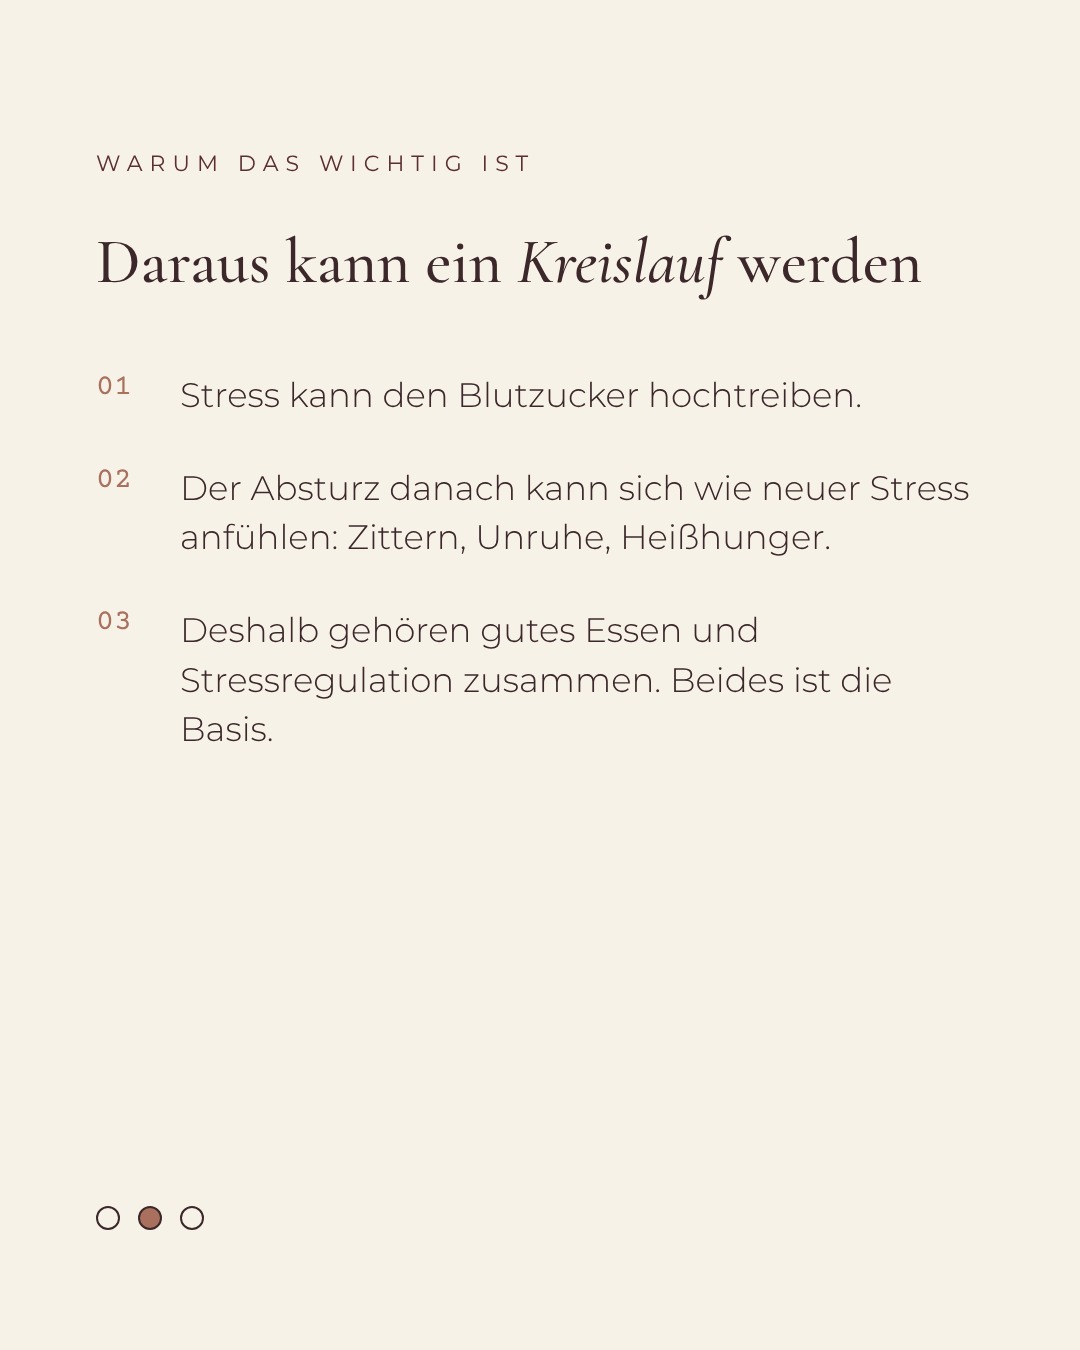 WARUM DAS WICHTIG IST
Daraus kann ein Kreislauf werden
01 Stress kann den Blutzucker hochtreiben.
02 Der Absturz danach kann sich wie neuer Stress
anfühlen: Zittern, Unruhe, Heißhunger.
03 Deshalb gehören gutes Essen und
Stressregulation zusammen. Beides ist die
Basis.